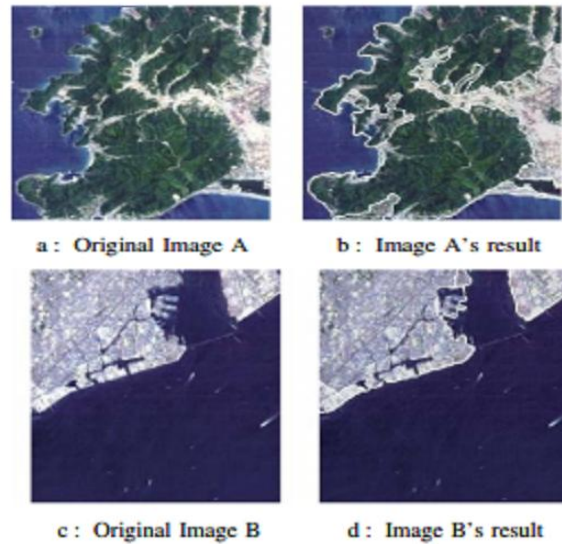 a : Original Image A
b : Image A's result
c : Original Image B
d : Image B's result